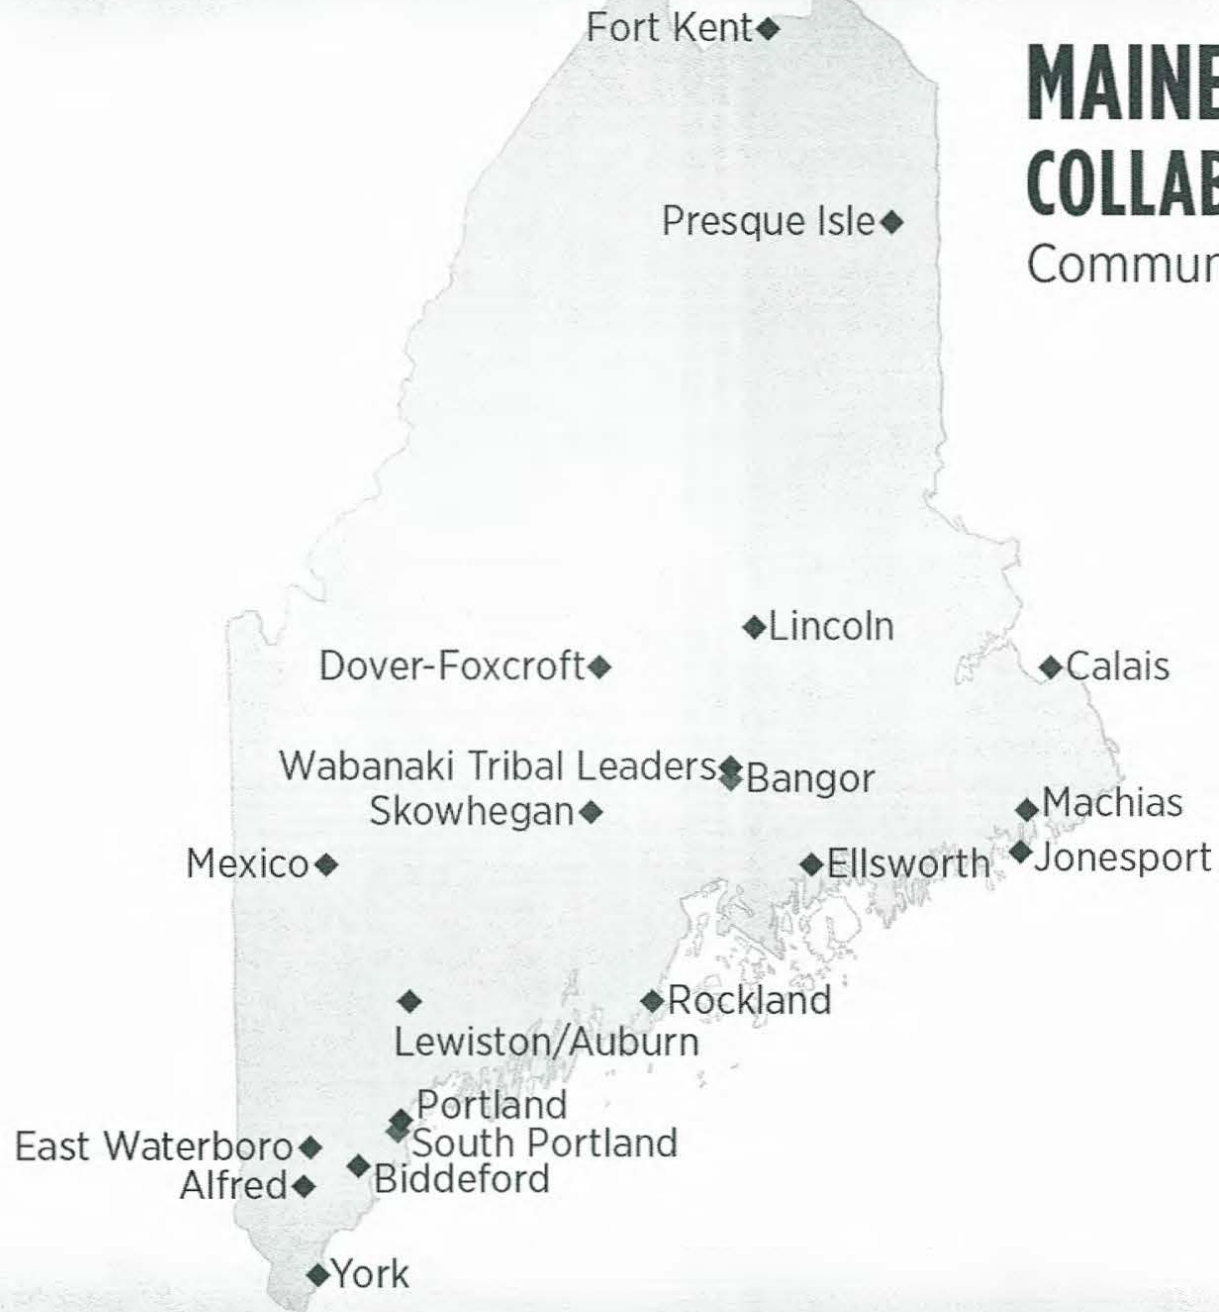 Fort Kent
MAINE
COLLAB
Commun
Presque Isle
Lincoln
Dover-Foxcroft
Calais
Wabanaki Tribal Leaders
Bangor
Skowhegan
Machias
Mexico
Ellsworth
Jonesport
Rockland
Lewiston/Auburn
Portland
East Waterboro
South Portland
Alfred
Biddeford
York